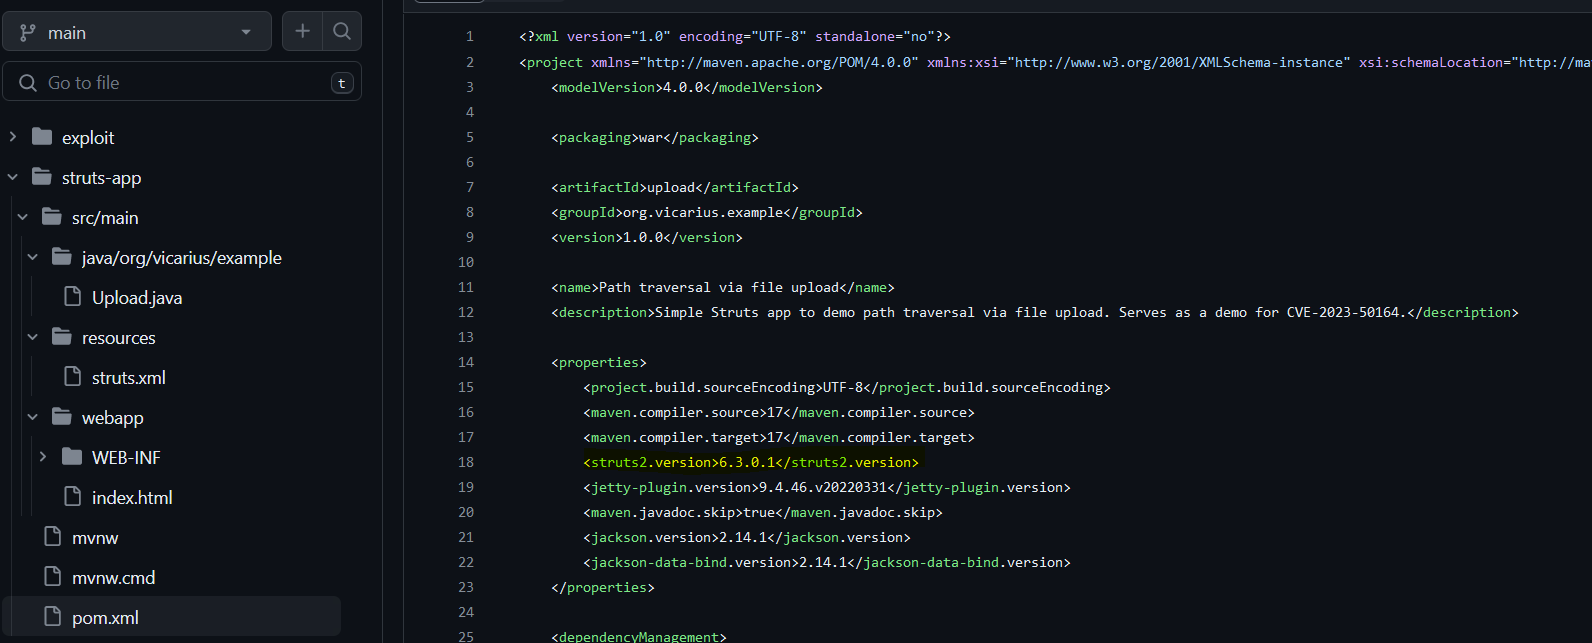 main
Go to file
t
exploit
struts-app
src/main
java/org/vicarius/example
Upload.java
resources
struts.xml
webapp
WEB-INF
index.html
mvnw
mvnw.cmd
pom.xml
1 <?xml version="1.0" encoding="UTF-8" standalone="no"?>
2 <project xmlns="http://maven.apache.org/POM/4.0.0" xmlns:xsi="http://www.w3.org/2001/XMLSchema-instance" xsi:schemaLocation="http://ma
3 <modelVersion>4.0.0</modelVersion>
4
5 <packaging>war</packaging>
6
7 <artifactId>upload</artifactId>
8 <groupId>org.vicarius.example</groupId>
9 <version>1.0.0</version>
10
11 <name>Path traversal via file upload</name>
12 <description>Simple Struts app to demo path traversal via file upload. Serves as a demo for CVE-2023-50164.</description>
13
14 <properties>
15 <project.build.sourceEncoding>UTF-8</project.build.sourceEncoding>
16 <maven.compiler.source>17</maven.compiler.source>
17 <maven.compiler.target>17</maven.compiler.target>
18 <struts2.version>6.3.0.1</struts2.version>
19 <jetty-plugin.version>9.4.46.v20220331</jetty-plugin.version>
20 <maven.javadoc.skip>true</maven.javadoc.skip>
21 <jackson.version>2.14.1</jackson.version>
22 <jackson-data-bind.version>2.14.1</jackson-data-bind.version>
23 </properties>
24
25 <dependencyManagement>